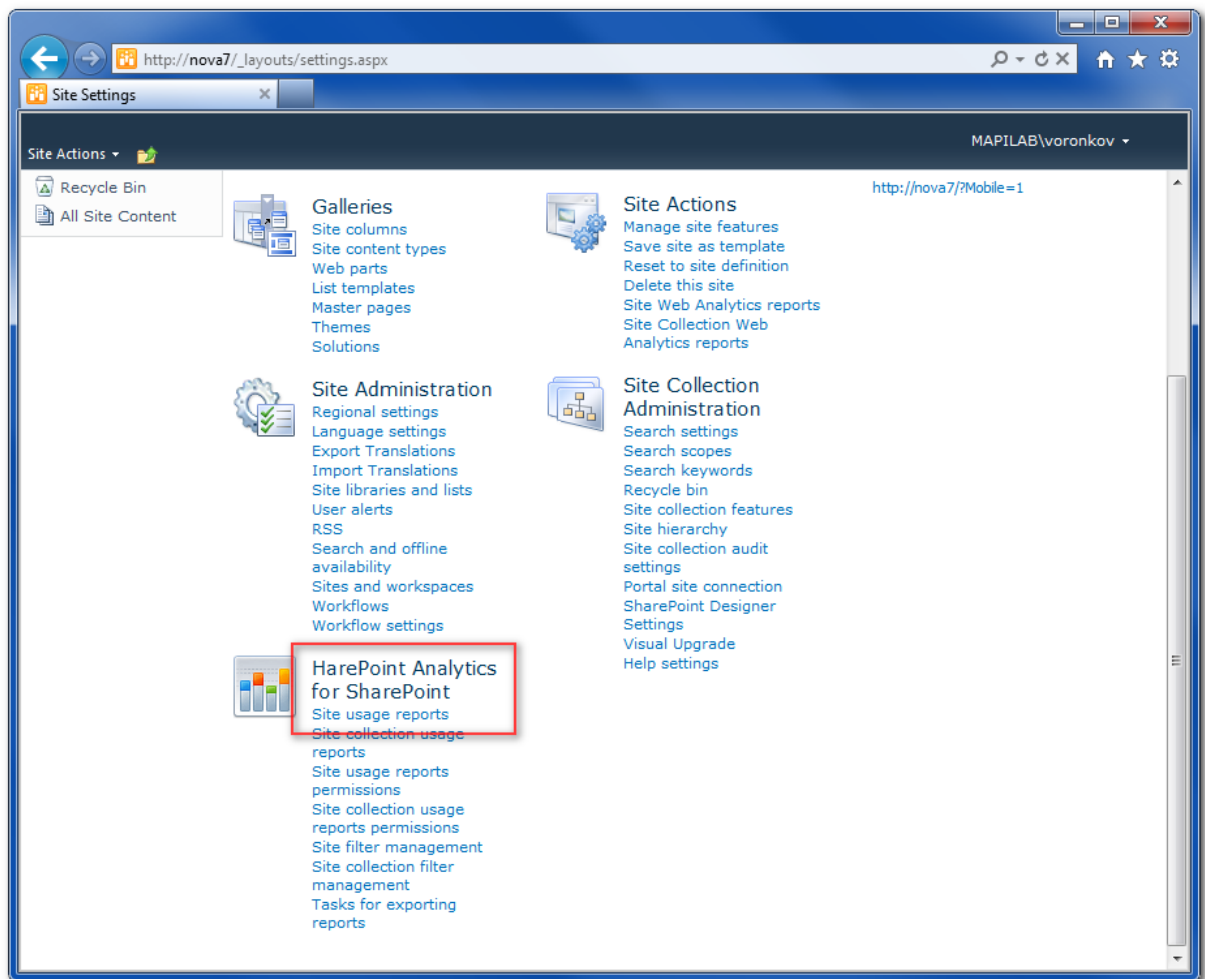 http://nova7/_layouts/settings.aspx
Site Settings
Site Actions
MAPILAB\voronkov
Recycle Bin
All Site Content
Galleries
Site columns
Site content types
Web parts
List templates
Master pages
Themes
Solutions
Site Actions
Manage site features
Save site as template
Reset to site definition
Delete this site
Site Web Analytics reports
Site Collection Web
Analytics reports
http://nova7/?Mobile=1
Site Administration
Regional settings
Language settings
Export Translations
Import Translations
Site libraries and lists
User alerts
RSS
Search and offline
availability
Sites and workspaces
Workflows
Workflow settings
Site Collection
Administration
Search settings
Search scopes
Search keywords
Recycle bin
Site collection features
Site hierarchy
Site collection audit
settings
Portal site connection
SharePoint Designer
Settings
Visual Upgrade
Help settings
HarePoint Analytics
for SharePoint
Site usage reports
Site collection usage
reports
Site usage reports
permissions
Site collection usage
reports permissions
Site filter management
Site collection filter
management
Tasks for exporting
reports